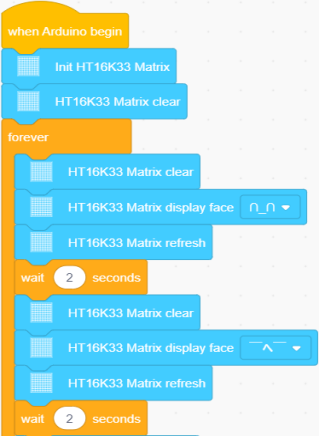 when Arduino begin
Init HT16K33 Matrix
HT16K33 Matrix clear
forever
HT16K33 Matrix clear
HT16K33 Matrix display face ∩_∩
HT16K33 Matrix refresh
wait 2 seconds
HT16K33 Matrix clear
HT16K33 Matrix display face ￣^￣
HT16K33 Matrix refresh
wait 2 seconds